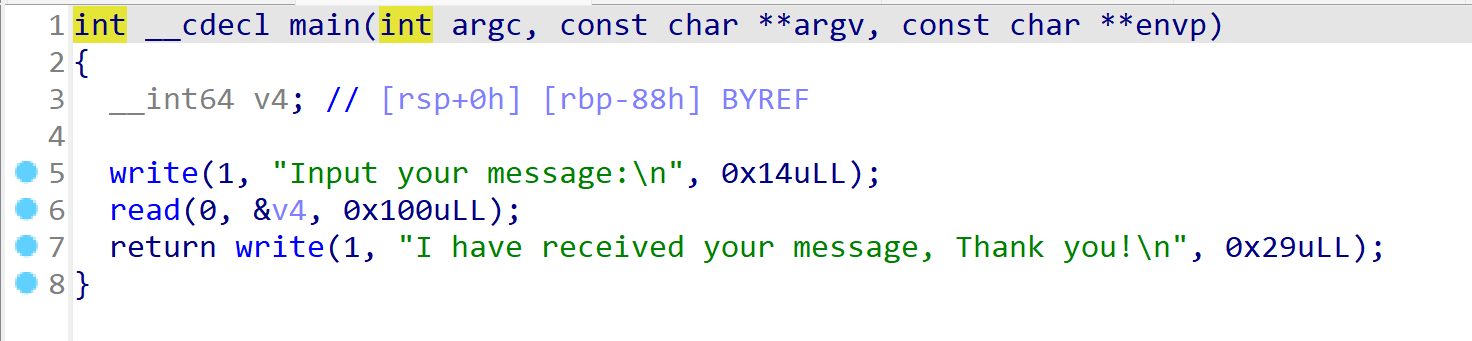 1 int __cdecl main(int argc, const char **argv, const char **envp)
2 {
3   __int64 v4; // [rsp+0h] [rbp-88h] BYREF
4
5   write(1, "Input your message:\n", 0x14uLL);
6   read(0, &v4, 0x100uLL);
7   return write(1, "I have received your message, Thank you!\n", 0x29uLL);
8 }